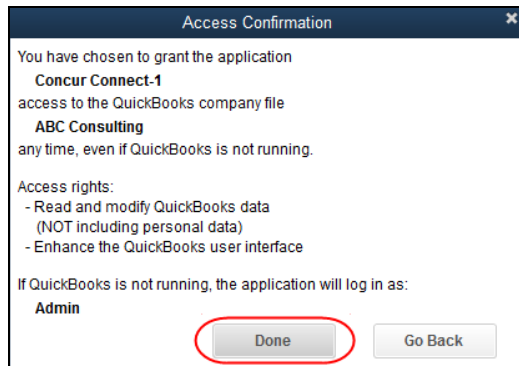 Access Confirmation
You have chosen to grant the application
Concur Connect-1
access to the QuickBooks company file
ABC Consulting
any time, even if QuickBooks is not running.
Access rights:
- Read and modify QuickBooks data
(NOT including personal data)
- Enhance the QuickBooks user interface
If QuickBooks is not running, the application will log in as:
Admin
Done
Go Back